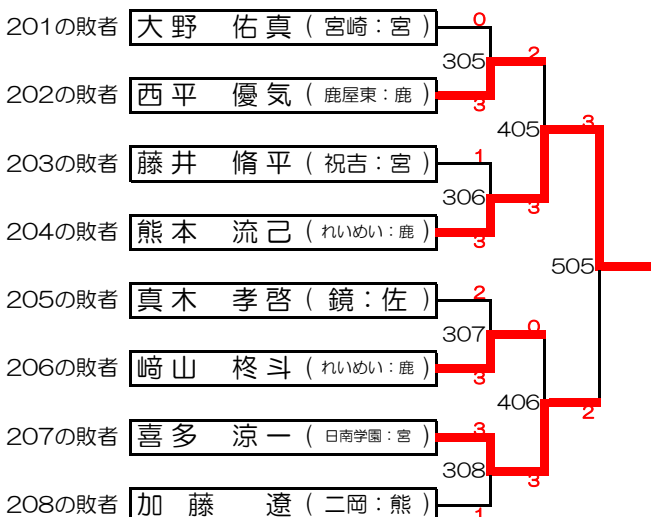 201の敗者 大野 佑真 (宮崎:宮) 0
305 2
202の敗者 西平 優気 (鹿屋東:鹿) 3
405 3
203の敗者 藤井 脩平 (祝吉:宮) 1
306 3
204の敗者 熊本 流己 (れいめい:鹿) 3
505
205の敗者 真木 孝啓 (鏡:佐) 2
307 0
206の敗者 﨑山 柊斗 (れいめい:鹿) 3
406 2
207の敗者 喜多 涼一 (日南学園:宮) 3
308 3
208の敗者 加藤 遼 (二岡:熊) 1